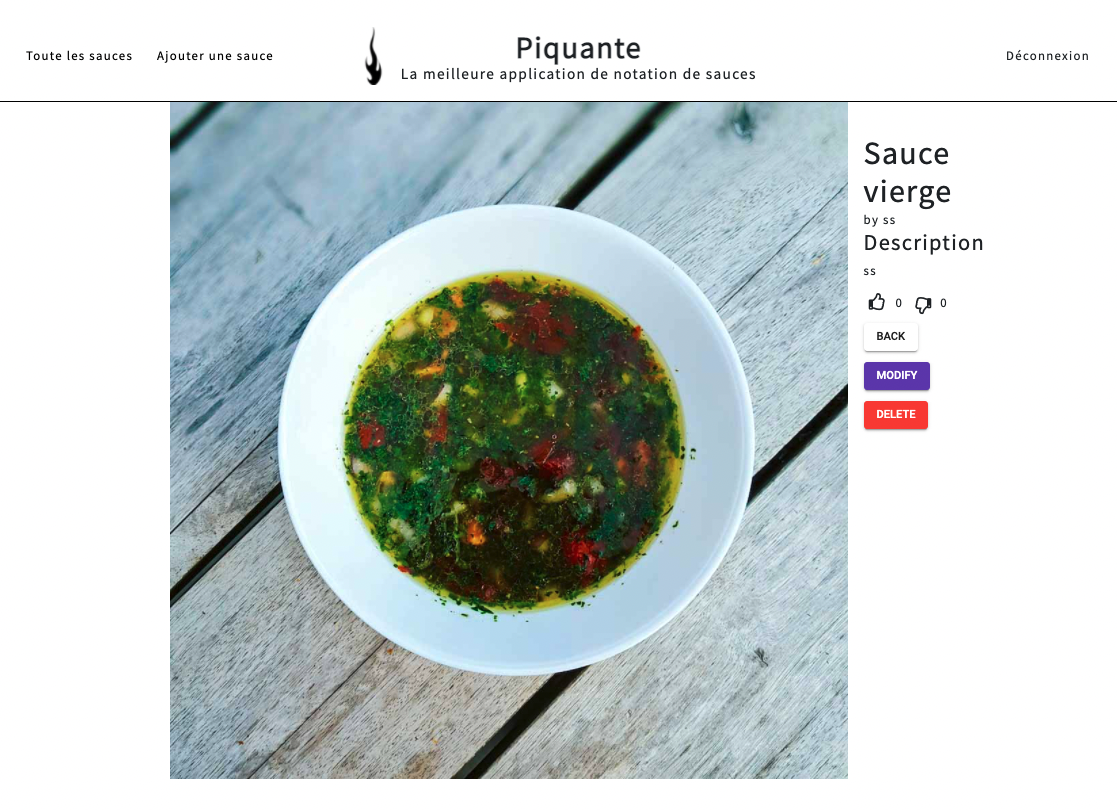 Toute les sauces
Ajouter une sauce
Piquante
La meilleure application de notation de sauces
Déconnexion
Sauce
vierge
by ss
Description
ss
0
0
BACK
MODIFY
DELETE